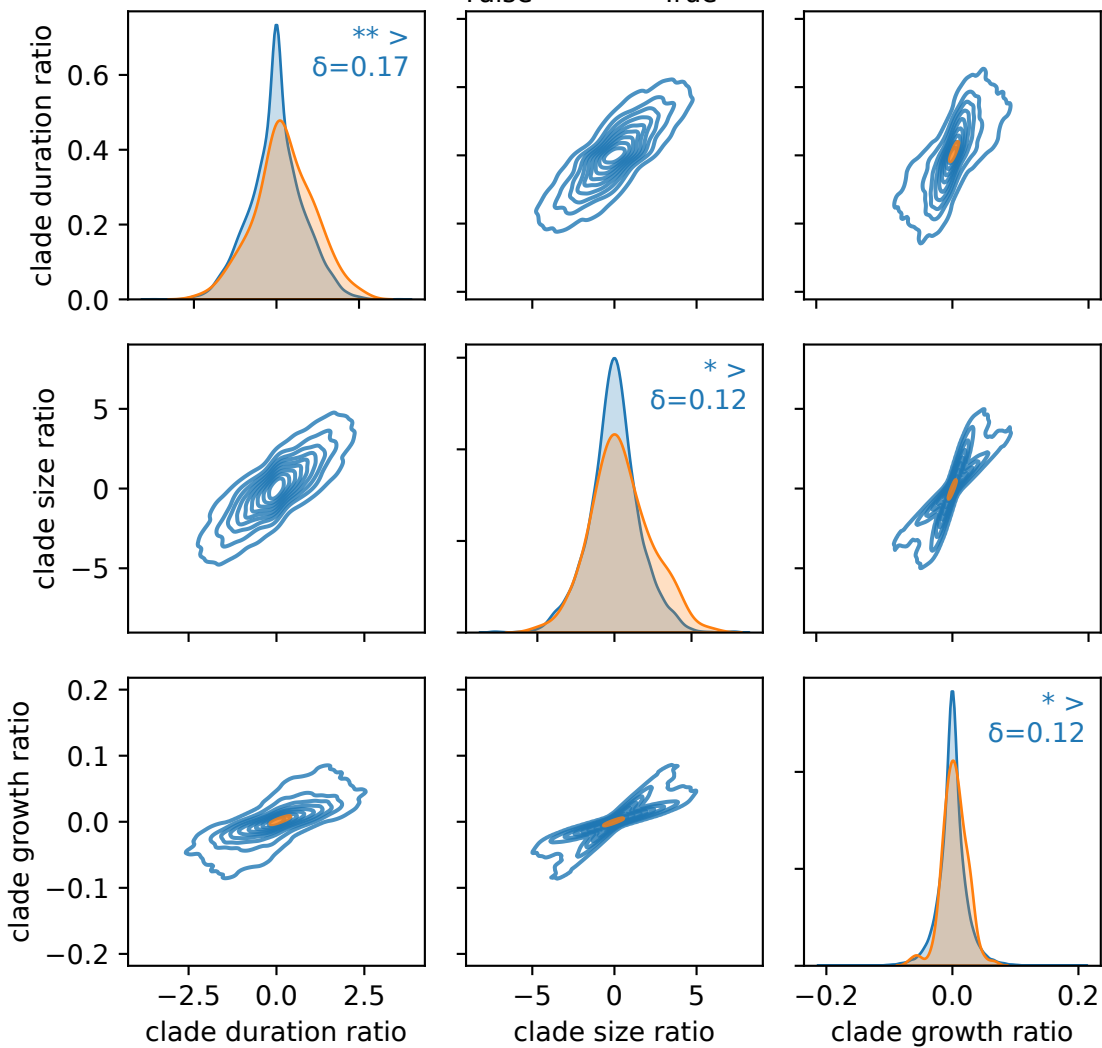 False True
clade duration ratio
0.6
0.4
0.2
0.0
** >
δ=0.17
clade size ratio
5
0
−5
* >
δ=0.12
clade growth ratio
0.2
0.1
0.0
−0.1
−0.2
* >
δ=0.12
−2.5 0.0 2.5
−5 0 5
−0.2 0.0 0.2
clade duration ratio
clade size ratio
clade growth ratio